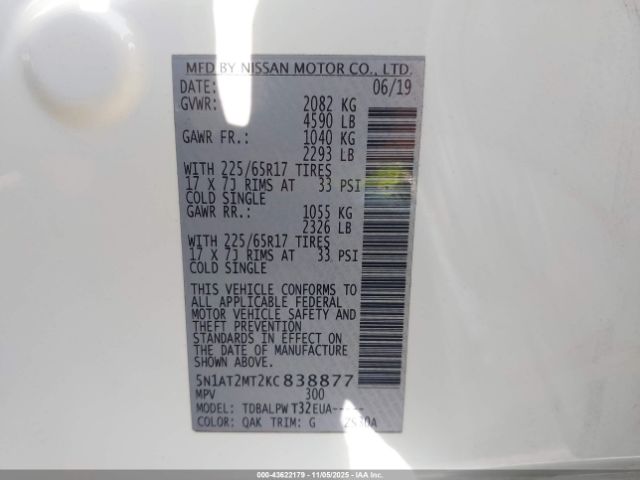 MFD BY NISSAN MOTOR CO., LTD.
DATE: 06/19
GVWR: 2082 KG
4590 LB
GAWR FR.: 1040 KG
2293 LB
WITH 225/65R17 TIRES
17 X 7J RIMS AT 33 PSI
COLD SINGLE
GAWR RR.: 1055 KG
2326 LB
WITH 225/65R17 TIRES
17 X 7J RIMS AT 33 PSI
COLD SINGLE
THIS VEHICLE CONFORMS TO
ALL APPLICABLE FEDERAL
MOTOR VEHICLE SAFETY AND
THEFT PREVENTION
STANDARDS IN EFFECT ON
THE DATE OF MANUFACTURE
SHOWN ABOVE.
5N1AT2MT2KC838877
MPV 300
MODEL: TDBALPW T32EUA-----
COLOR: QAK TRIM: G 2S30A
000-43622179 - 11/05/2025 - IAAHQSVC02